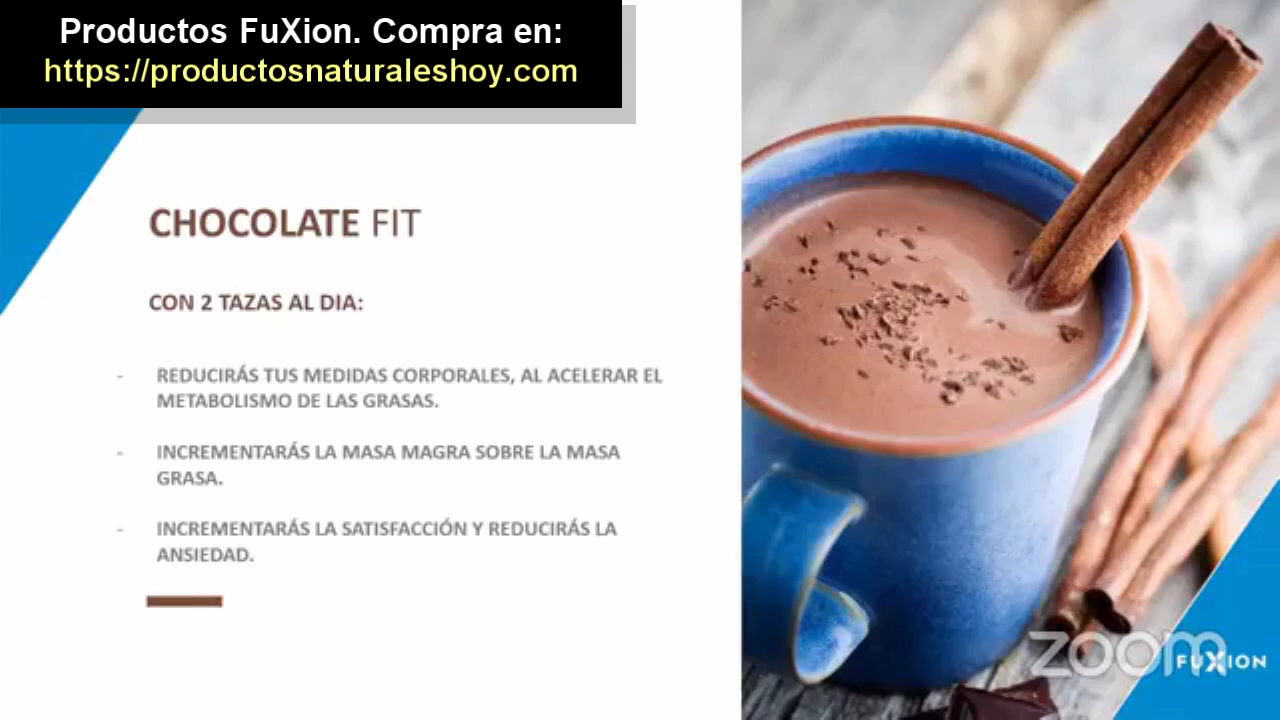 Productos FuXion. Compra en:
https://productosnaturaleshoy.com
CHOCOLATE FIT
CON 2 TAZAS AL DIA:
- REDUCIRÁS TUS MEDIDAS CORPORALES, AL ACELERAR EL
METABOLISMO DE LAS GRASAS.
- INCREMENTARÁS LA MASA MAGRA SOBRE LA MASA
GRASA.
- INCREMENTARÁS LA SATISFACCIÓN Y REDUCIRÁS LA
ANSIEDAD.
zoom
FUXION